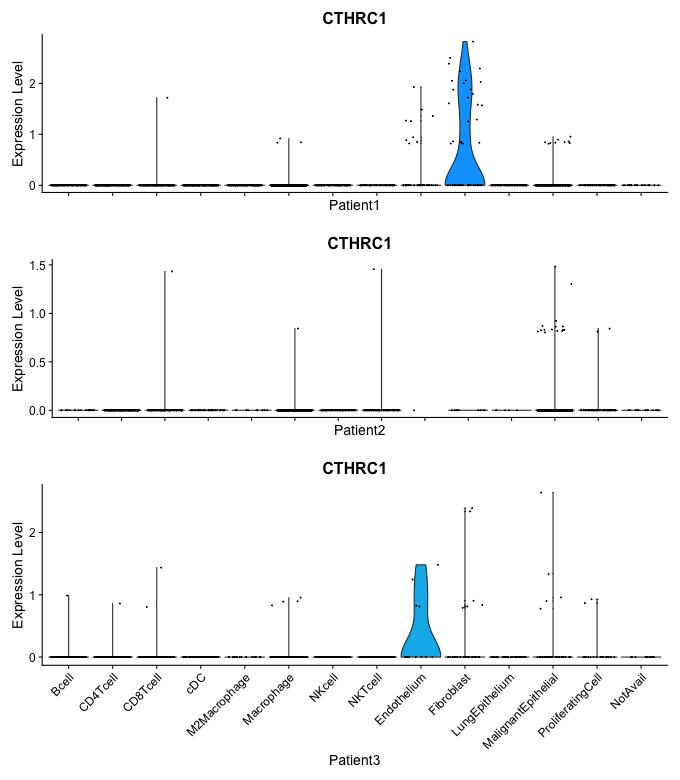 CTHRC1
Expression Level
2
1
0
Patient1
CTHRC1
Expression Level
1.5
1.0
0.5
0.0
Patient2
CTHRC1
Expression Level
2
1
0
Bcell
CD4Tcell
CD8Tcell
cDC
M2Macrophage
Macrophage
NKcell
NKTcell
Endothelium
Fibroblast
LungEpithelium
MalignantEpithelial
ProliferatingCell
NotAvail
Patient3